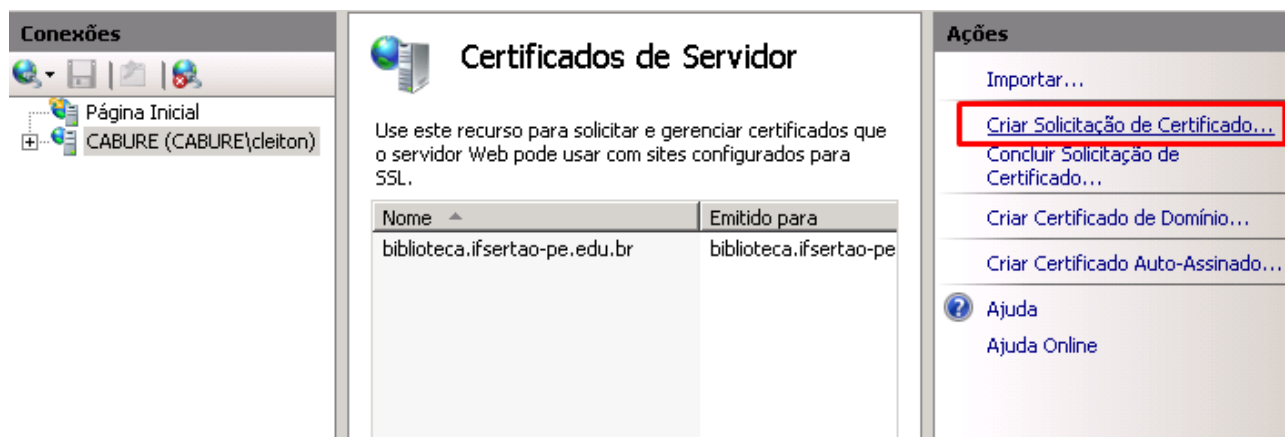 Conexões
Página Inicial
CABURE (CABURE\cleiton)
Certificados de Servidor
Use este recurso para solicitar e gerenciar certificados que
o servidor Web pode usar com sites configurados para
SSL.
Nome
Emitido para
biblioteca.ifsertao-pe.edu.br
biblioteca.ifsertao-pe
Ações
Importar...
Criar Solicitação de Certificado...
Concluir Solicitação de
Certificado...
Criar Certificado de Domínio...
Criar Certificado Auto-Assinado...
Ajuda
Ajuda Online